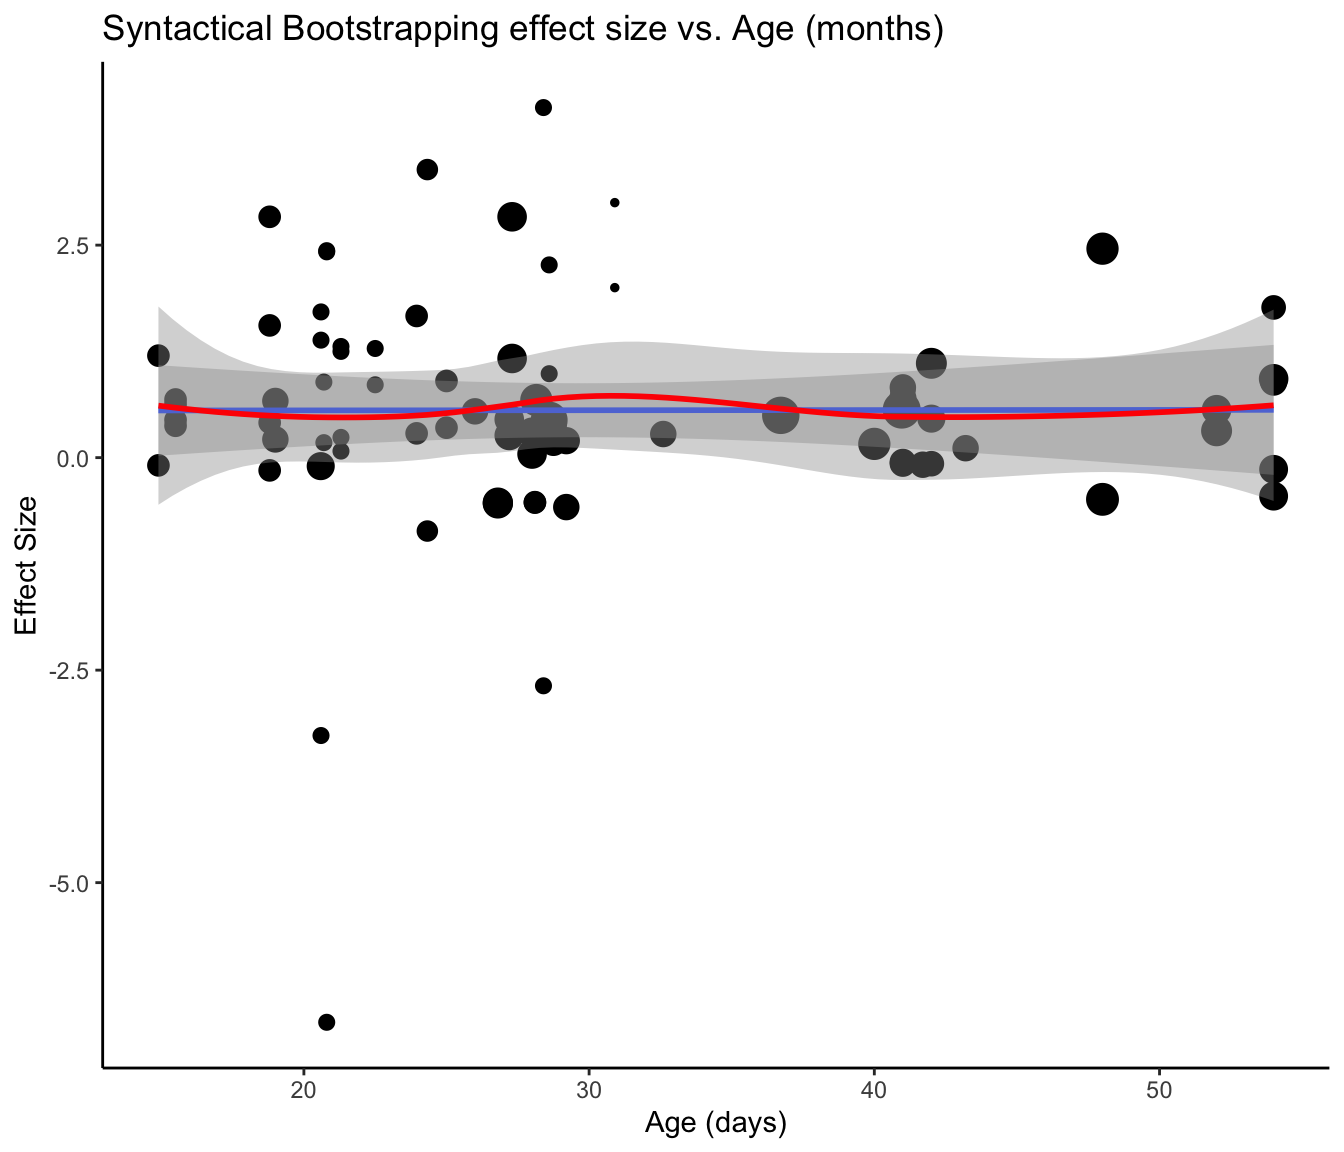 Syntactical Bootstrapping effect size vs. Age (months)
Effect Size
2.5
0.0
-2.5
-5.0
20 30 40 50
Age (days)